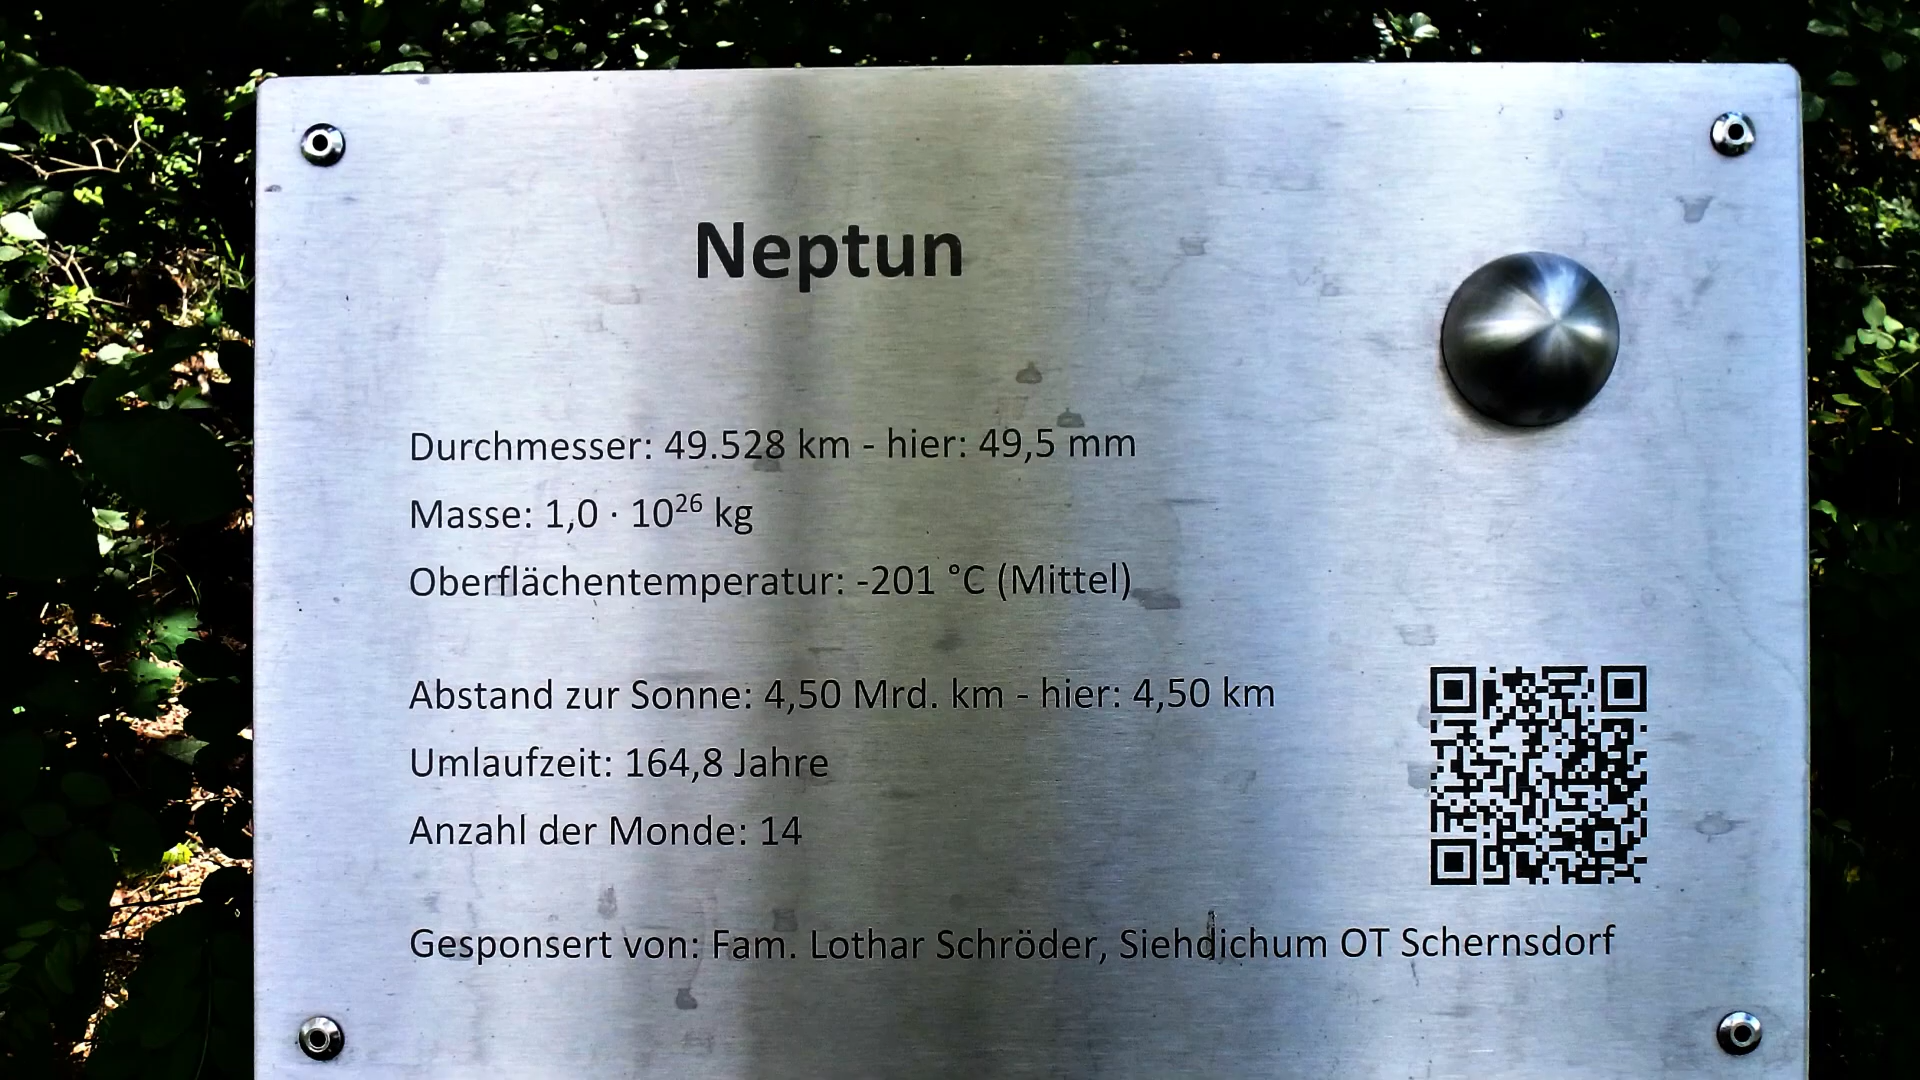 Neptun
Durchmesser: 49.528 km - hier: 49,5 mm
Masse: 1,0 · 10²⁶ kg
Oberflächentemperatur: -201 °C (Mittel)
Abstand zur Sonne: 4,50 Mrd. km - hier: 4,50 km
Umlaufzeit: 164,8 Jahre
Anzahl der Monde: 14
Gesponsert von: Fam. Lothar Schröder, Siehdichum OT Schernsdorf